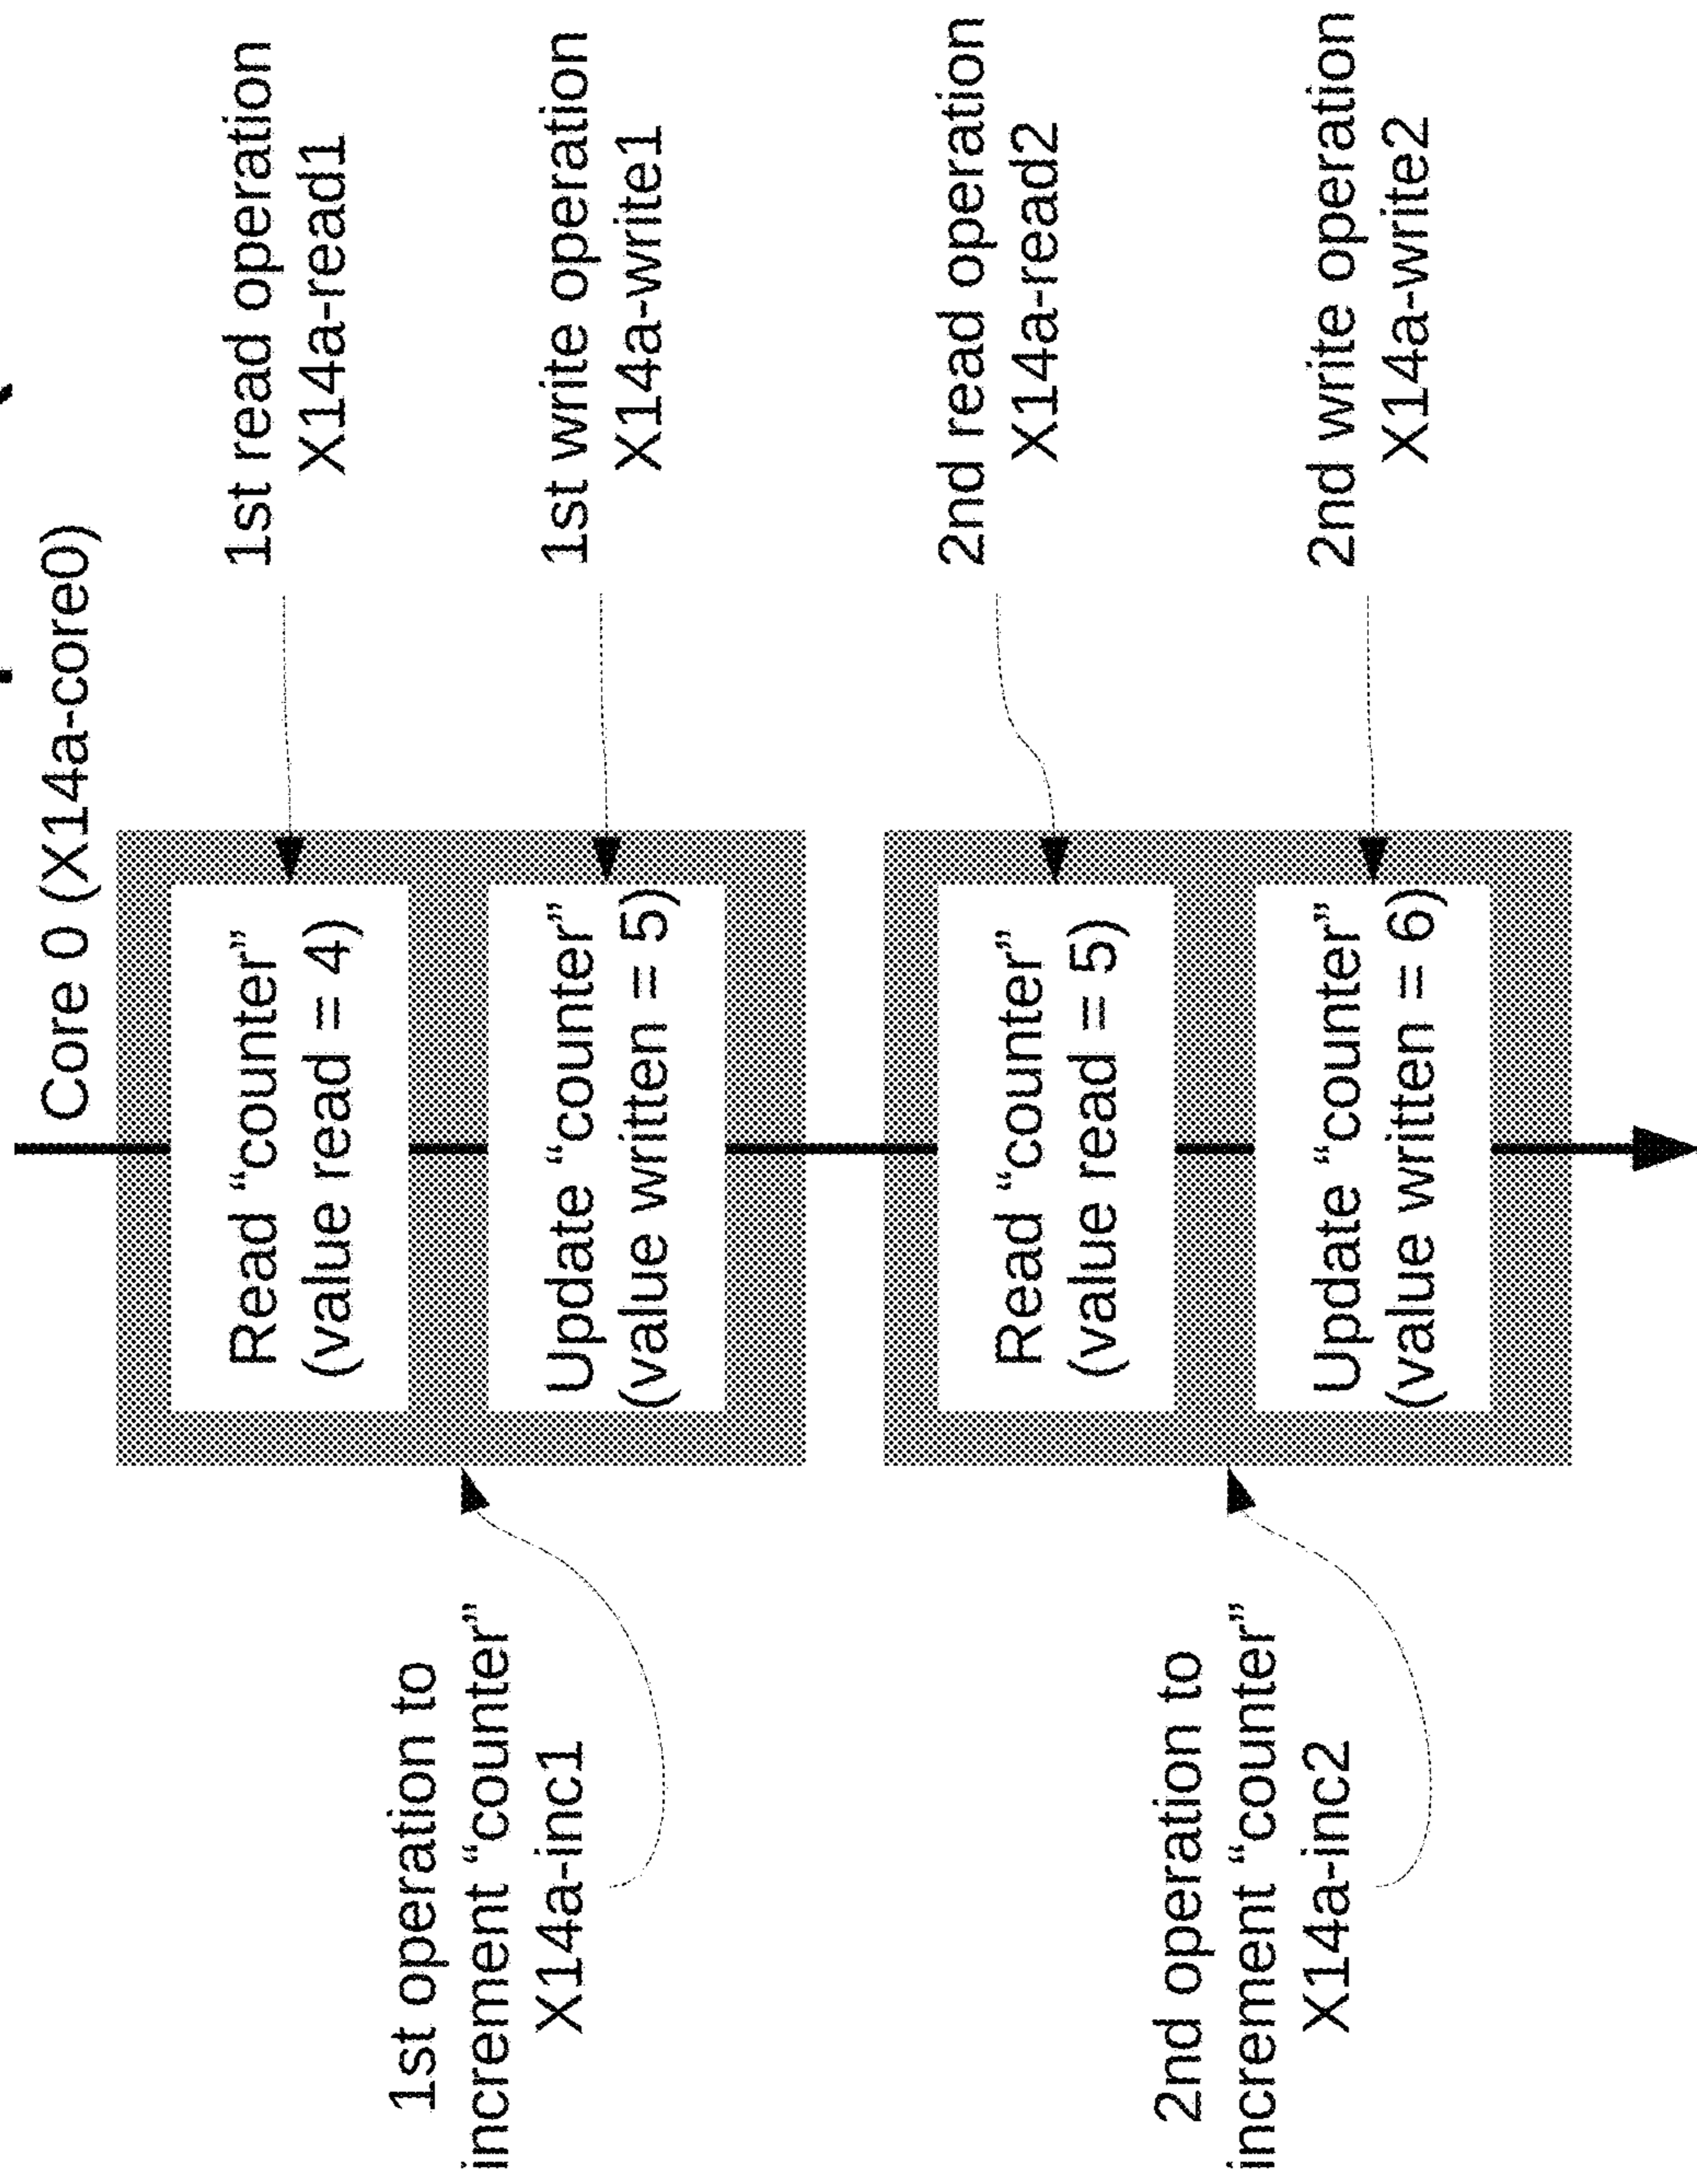 Core 0 (X14a-core0)
1st operation to
increment “counter”
X14a-inc1
Read “counter”
(value read = 4)
1st read operation
X14a-read1
Update “counter”
(value written = 5)
1st write operation
X14a-write1
2nd operation to
increment “counter”
X14a-inc2
Read “counter”
(value read = 5)
2nd read operation
X14a-read2
Update “counter”
(value written = 6)
2nd write operation
X14a-write2